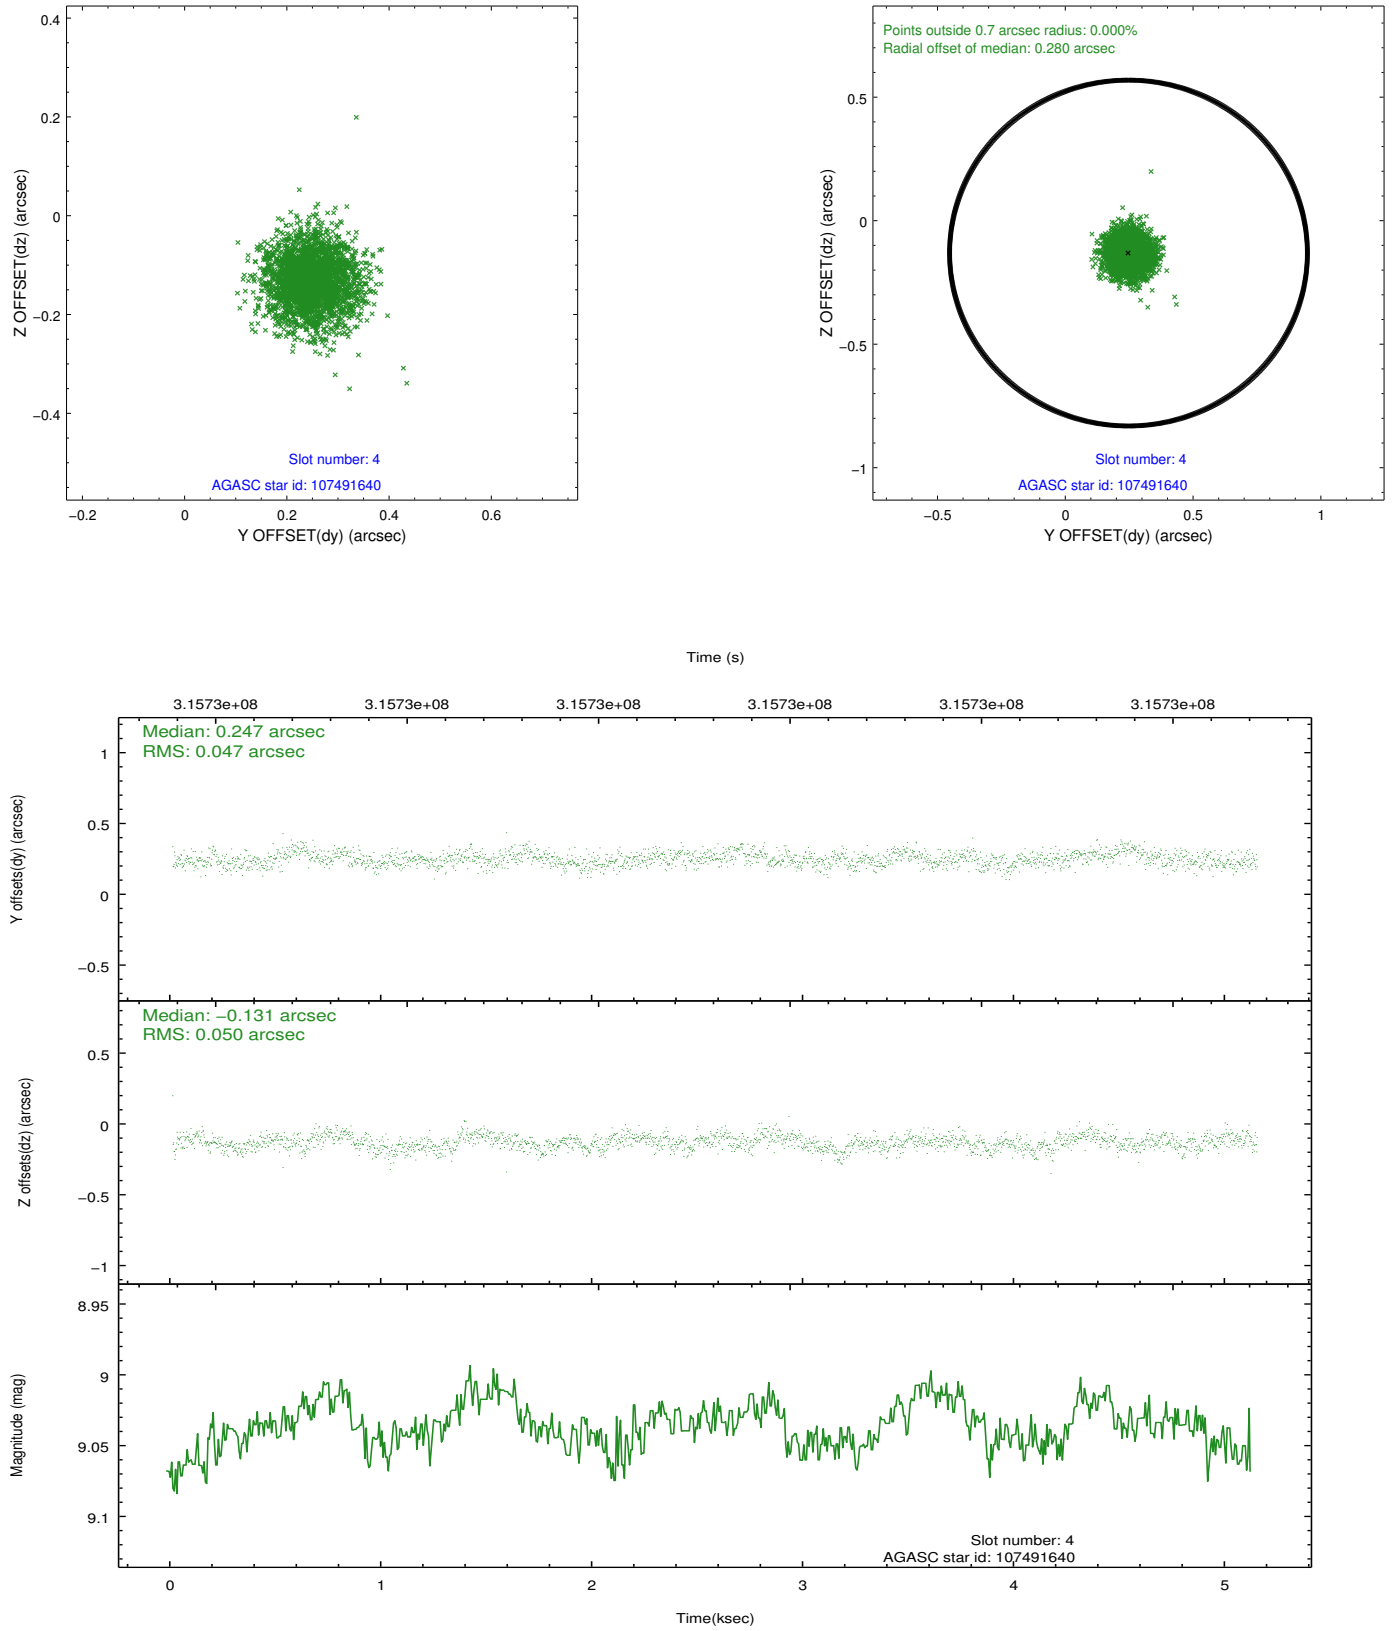 0.4
0.2
0
−0.2
−0.4
Z OFFSET(dz) (arcsec)
Slot number: 4
AGASC star id: 107491640
−0.2 0 0.2 0.4 0.6
Y OFFSET(dy) (arcsec)
Points outside 0.7 arcsec radius: 0.000%
Radial offset of median: 0.280 arcsec
0.5
0
−0.5
−1
Z OFFSET(dz) (arcsec)
Slot number: 4
AGASC star id: 107491640
−0.5 0 0.5 1
Y OFFSET(dy) (arcsec)
Time (s)
3.1573e+08 3.1573e+08 3.1573e+08 3.1573e+08 3.1573e+08 3.1573e+08
Median: 0.247 arcsec
RMS: 0.047 arcsec
1
0.5
0
−0.5
Y offsets(dy) (arcsec)
Median: −0.131 arcsec
RMS: 0.050 arcsec
0.5
0
−0.5
−1
Z offsets(dz) (arcsec)
8.95
9
9.05
9.1
Magnitude (mag)
Slot number: 4
AGASC star id: 107491640
0 1 2 3 4 5
Time(ksec)